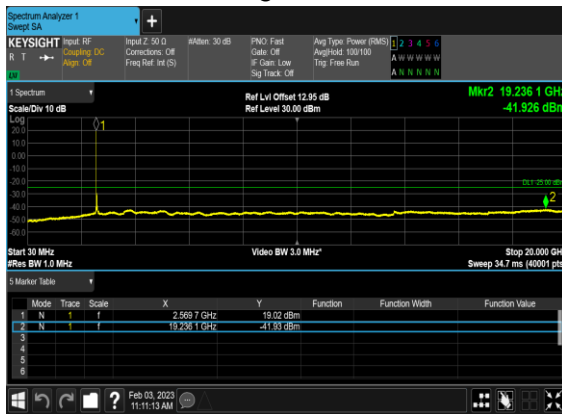 Spectrum Analyzer 1
Swept SA
KEYSIGHT Input: RF Input Z: 50 Ω #Atten: 30 dB PNO: Fast Avg Type: Power (RMS) 1 2 3 4 5 6
R T Coupling: DC Corrections: Off Gate: Off Avg|Hold: 100/100 A W W W W W
Align: Off Freq Ref: Int (S) IF Gain: Low Trig: Free Run
Sig Track: Off A N N N N N
1 Spectrum Ref Lvl Offset 12.95 dB Mkr2 19.236 1 GHz
Scale/Div 10 dB Ref Level 30.00 dBm -41.926 dBm
Log
20.0
10.0
0.00
-10.0
-20.0
-30.0
-40.0
-50.0
-60.0
1
DL1 -25.00 dBm
2
Start 30 MHz Video BW 3.0 MHz* Stop 20.000 GHz
#Res BW 1.0 MHz Sweep 34.7 ms (40001 pts)
5 Marker Table
Mode Trace Scale X Y Function Function Width Function Value
1 N 1 f 2.569 7 GHz 19.02 dBm
2 N 1 f 19.236 1 GHz -41.93 dBm
3
4
5
6
? Feb 03, 2023
11:11:13 AM